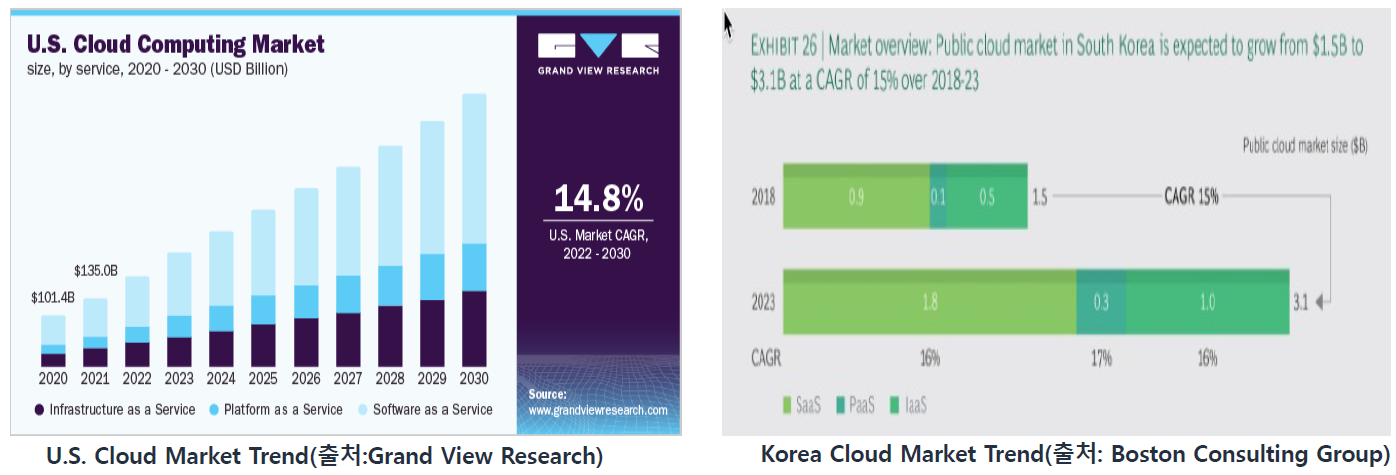 U.S. Cloud Computing Market
size, by service, 2020 - 2030 (USD Billion)
GRAND VIEW RESEARCH
$101.4B
$135.0B
14.8%
U.S. Market CAGR,
2022 - 2030
2020 2021 2022 2023 2024 2025 2026 2027 2028 2029 2030
Infrastructure as a Service Platform as a Service Software as a Service
Source:
www.grandviewresearch.com
U.S. Cloud Market Trend(출처:Grand View Research)
EXHIBIT 26 | Market overview: Public cloud market in South Korea is expected to grow from $1.5B to
$3.1B at a CAGR of 15% over 2018-23
Public cloud market size ($B)
2018 0.9 0.1 0.5 1.5 CAGR 15%
2023 1.8 0.3 1.0 3.1
CAGR 16% 17% 16%
SaaS PaaS IaaS
Korea Cloud Market Trend(출처: Boston Consulting Group)